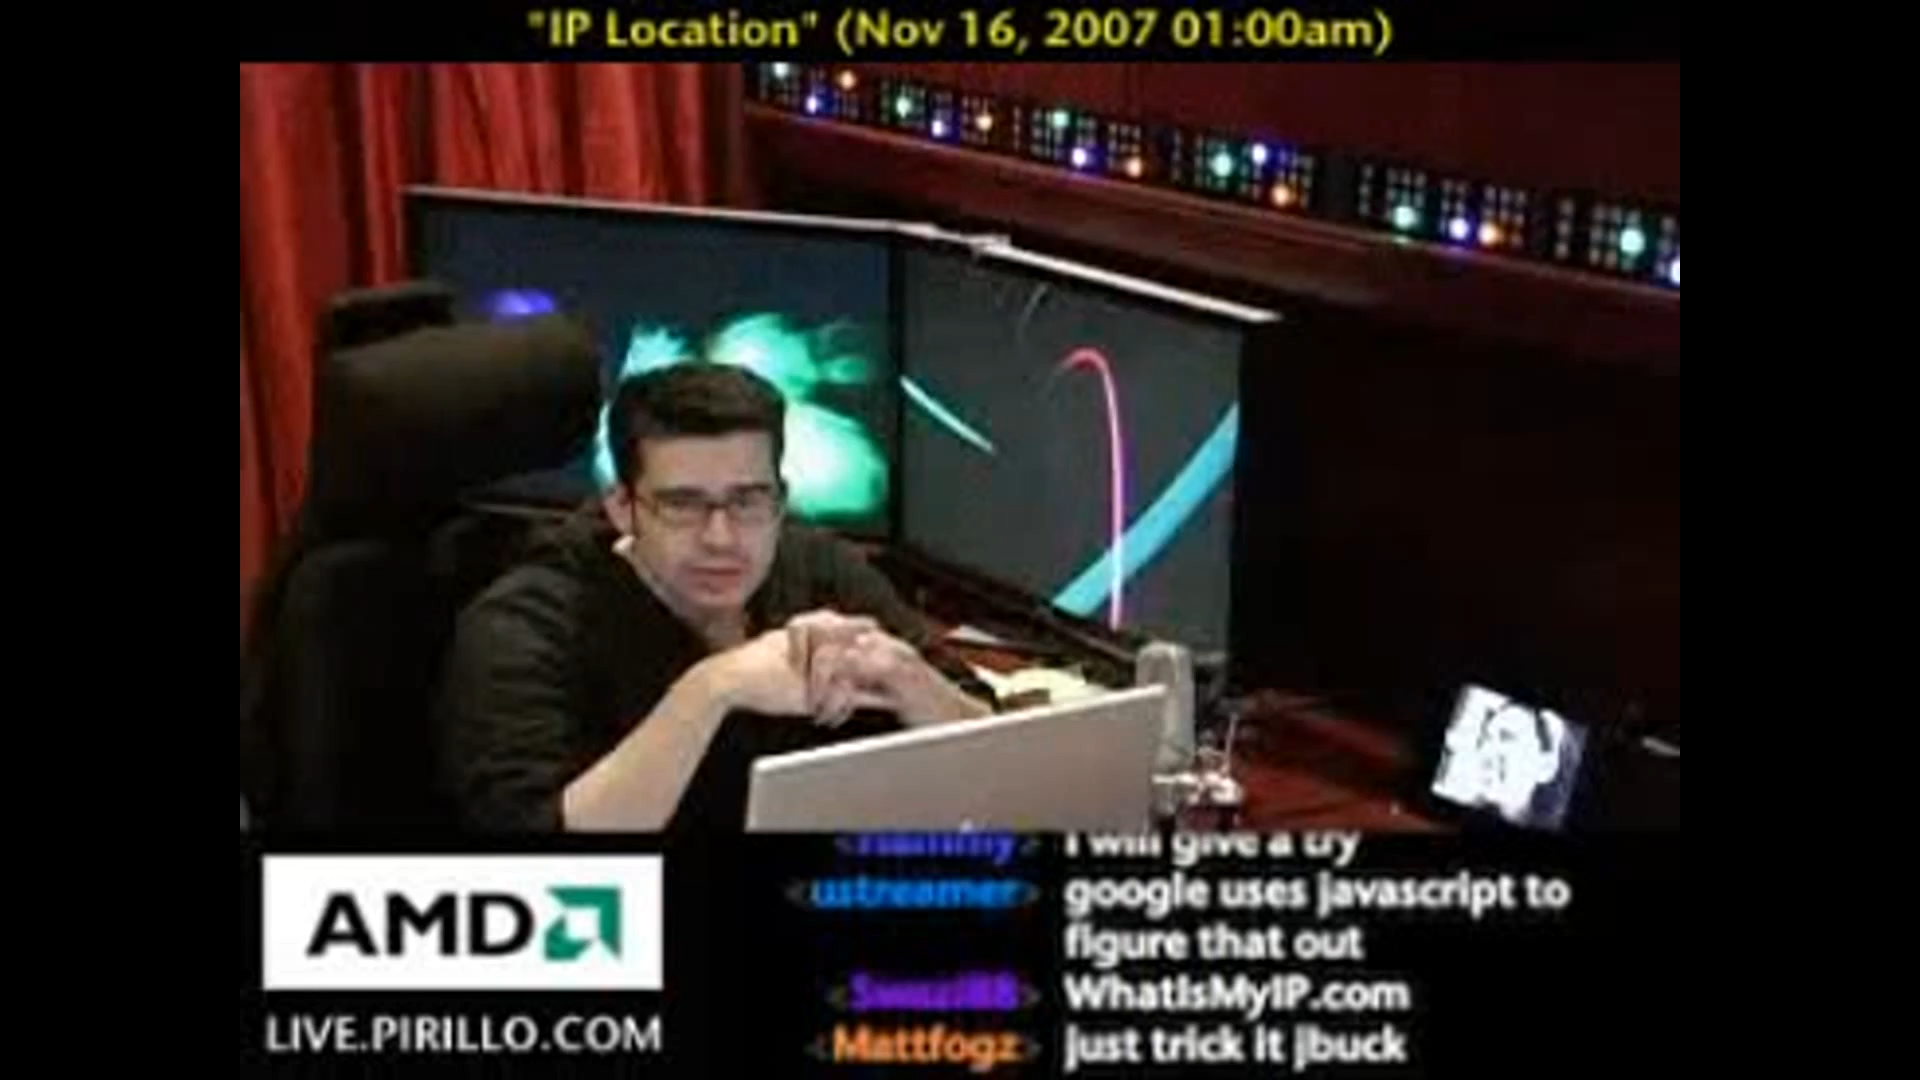 "IP Location" (Nov 16, 2007 01:00am)
I will give a try
<ustreamer> google uses javascript to
figure that out
<Swazi88> WhatIsMyIP.com
<Mattfogz> just trick it jbuck
AMD
LIVE.PIRILLO.COM